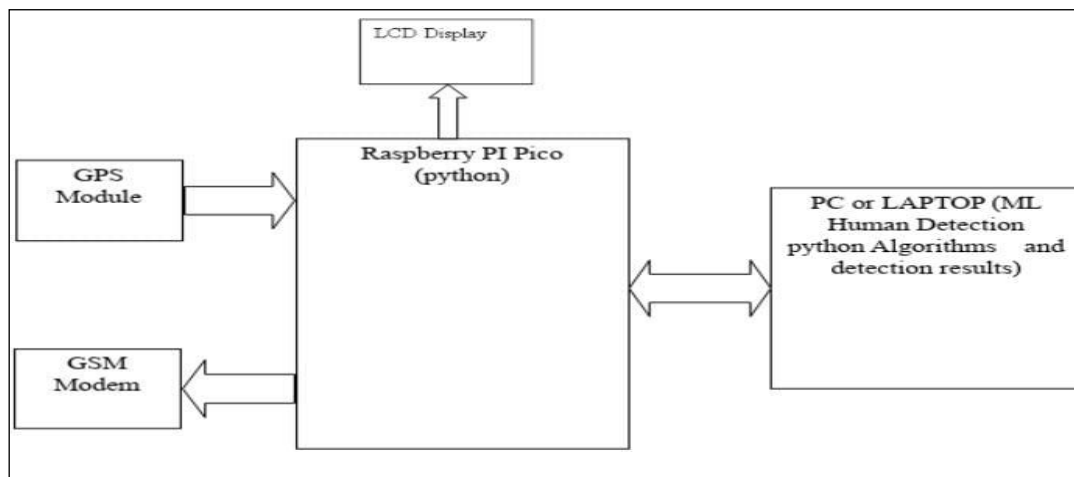 LCD Display
Raspberry PI Pico
(python)
GPS
Module
PC or LAPTOP (ML
Human Detection
python Algorithms and
detection results)
GSM
Modem